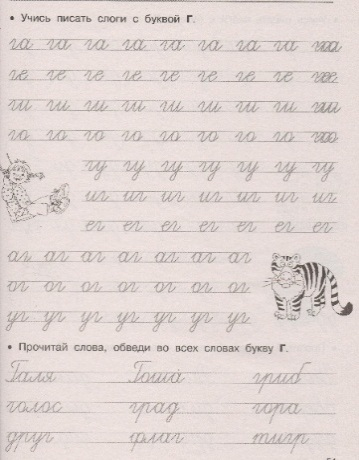 • Учись писать слоги с буквой Г.
га га га га га га га га га
ге ге ге ге ге ге ге ге ге
ги ги ги ги ги ги ги ги ги
го го го го го го го го го
гу гу гу гу гу гу гу
иг иг иг иг иг иг иг
ег ег ег ег ег ег ег
аг аг аг аг аг аг аг
ог ог ог ог ог ог ог
уг уг уг уг уг уг уг
• Прочитай слова, обведи во всех словах букву Г.
Галя Гоша гриб
голос град гора
друг флаг тигр